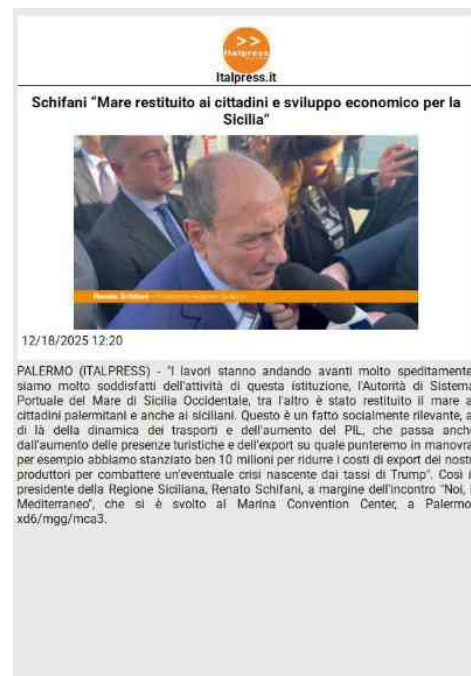 >>
Italpress
Italpress.it
Schifani “Mare restituito ai cittadini e sviluppo economico per la
Sicilia”
Renato Schifani -
12/18/2025 12:20
PALERMO (ITALPRESS) - "I lavori stanno andando avanti molto speditamente
siamo molto soddisfatti dell'attività di questa istituzione, l'Autorità di Sistema
Portuale del Mare di Sicilia Occidentale, tra l'altro è stato restituito il mare a
cittadini palermitani e anche ai siciliani. Questo è un fatto socialmente rilevante, a
di là della dinamica dei trasporti e dell'aumento del PIL, che passa anche
dall'aumento delle presenze turistiche e dell'export su quale punteremo in manovra
per esempio abbiamo stanziato ben 10 milioni per ridurre i costi di export dei nostr
produttori per combattere un'eventuale crisi nascente dai tassi di Trump". Così i
presidente della Regione Siciliana, Renato Schifani, a margine dell'incontro "Noi, i
Mediterraneo", che si è svolto al Marina Convention Center, a Palermo
xd6/mgg/mca3.